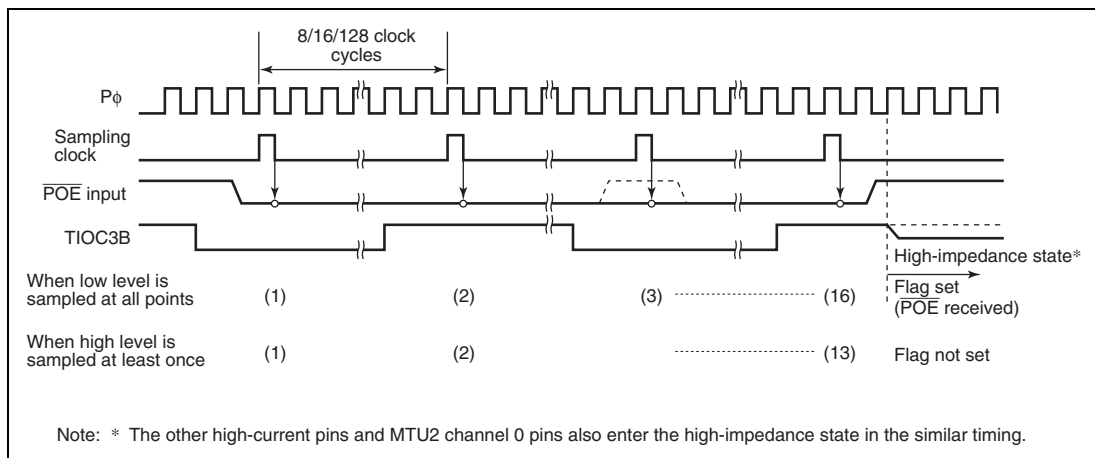 8/16/128 clock
cycles
Pϕ
Sampling
clock
POE input
TIOC3B
High-impedance state*
When low level is
sampled at all points
(1)
(2)
(3)
(16)
Flag set
(POE received)
When high level is
sampled at least once
(1)
(2)
(13)
Flag not set
Note: * The other high-current pins and MTU2 channel 0 pins also enter the high-impedance state in the similar timing.